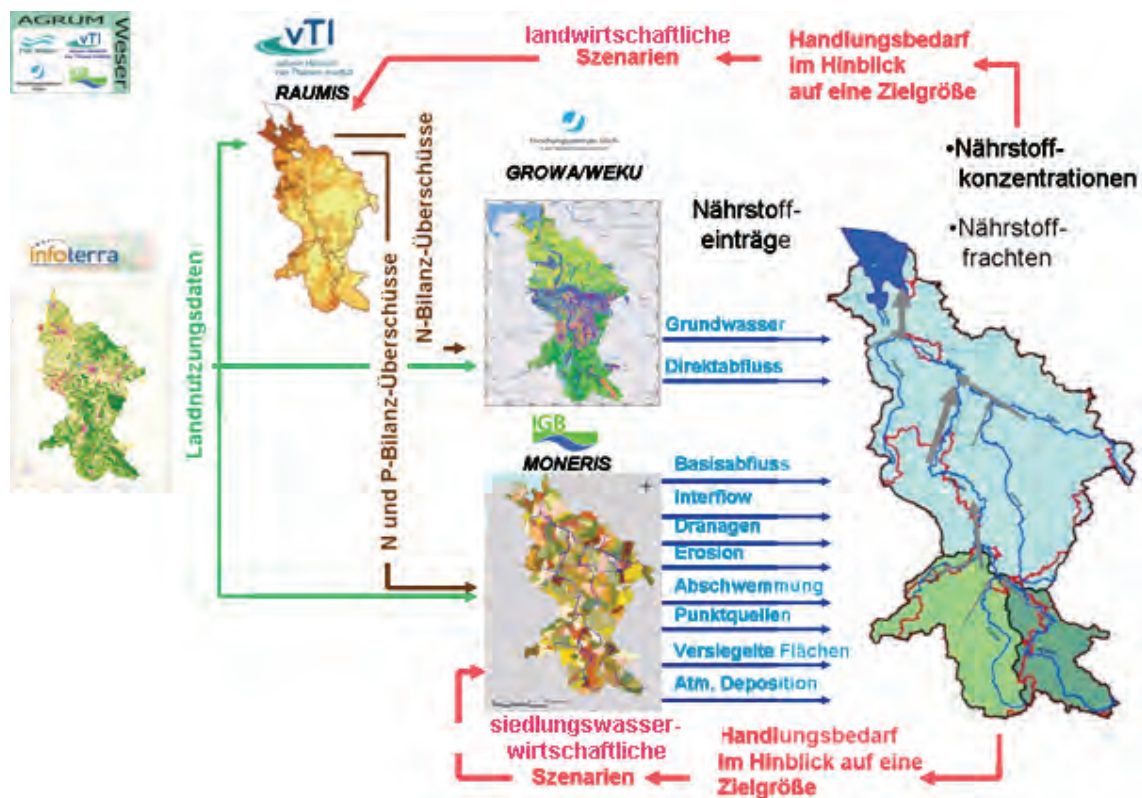 AGRUM
Weser
vTI
vTI
IGB
RAUMIS
landwirtschaftliche
Szenarien
Handlungsbedarf
im Hinblick
auf eine Zielgröße
•Nährstoff-
konzentrationen
•Nährstoff-
frachten
infoterra
Landnutzungsdaten
N und P-Bilanz-Überschüsse
N-Bilanz-Überschüsse
GROWA/WEKU
Nährstoff-
einträge
Grundwasser
Direktabfluss
IGB
MONERIS
Basisabfluss
Interflow
Dränagen
Erosion
Abschwemmung
Punktquellen
Versiegelte Flächen
Atm. Deposition
siedlungswasser-
wirtschaftliche
Szenarien
Handlungsbedarf
im Hinblick auf eine
Zielgröße